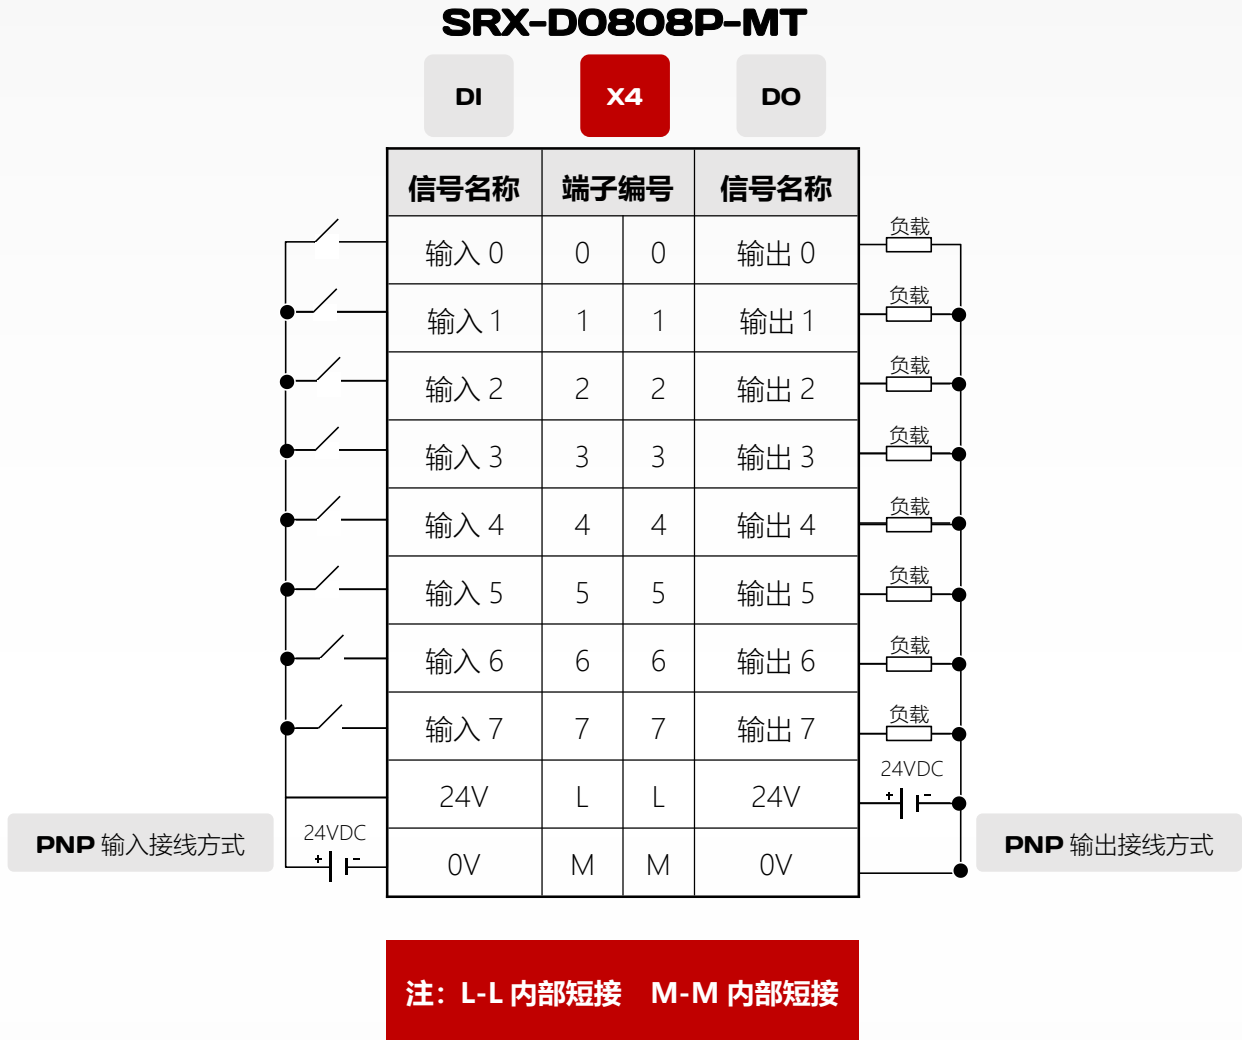 SRX-D0808P-MT
DI X4 DO
信号名称 端子编号 信号名称
输入 0 0 0 输出 0 负载
输入 1 1 1 输出 1 负载
输入 2 2 2 输出 2 负载
输入 3 3 3 输出 3 负载
输入 4 4 4 输出 4 负载
输入 5 5 5 输出 5 负载
输入 6 6 6 输出 6 负载
输入 7 7 7 输出 7 负载
24V L L 24V 24VDC
+ -
24VDC
+ -
0V M M 0V
PNP 输入接线方式
PNP 输出接线方式
注：L-L 内部短接 M-M 内部短接